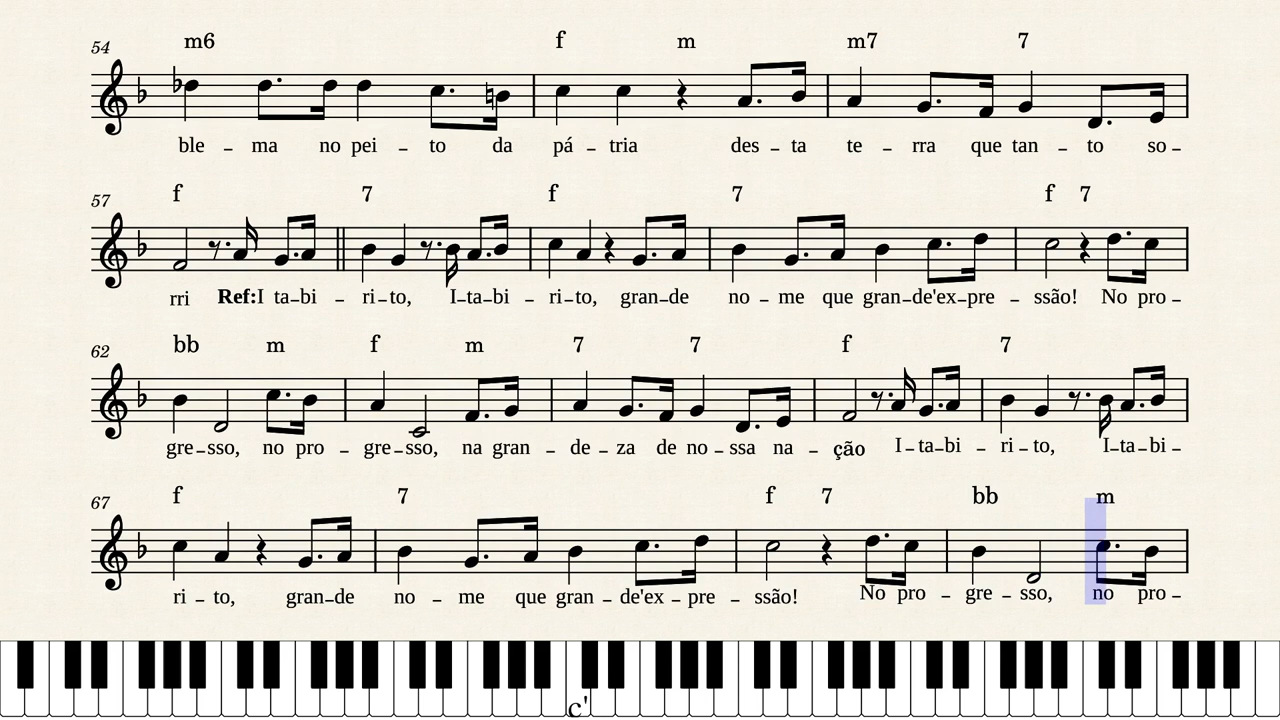 54 m6 f m m7 7
ble – ma no pei – to da pá – tria des – ta te – rra que tan – to so –
57 f 7 f 7 f 7
rri Ref:I ta–bi – ri–to, I–ta–bi – ri–to, gran–de no – me que gran–de'ex–pre – ssão! No pro –
62 bb m f m 7 7 f 7
gre–sso, no pro – gre–sso, na gran – de – za de no – ssa na – ção I–ta–bi – ri – to, I–ta–bi –
67 f 7 f 7 bb m
ri – to, gran–de no – me que gran – de'ex – pre – ssão! No pro – gre – sso, no pro –
c'